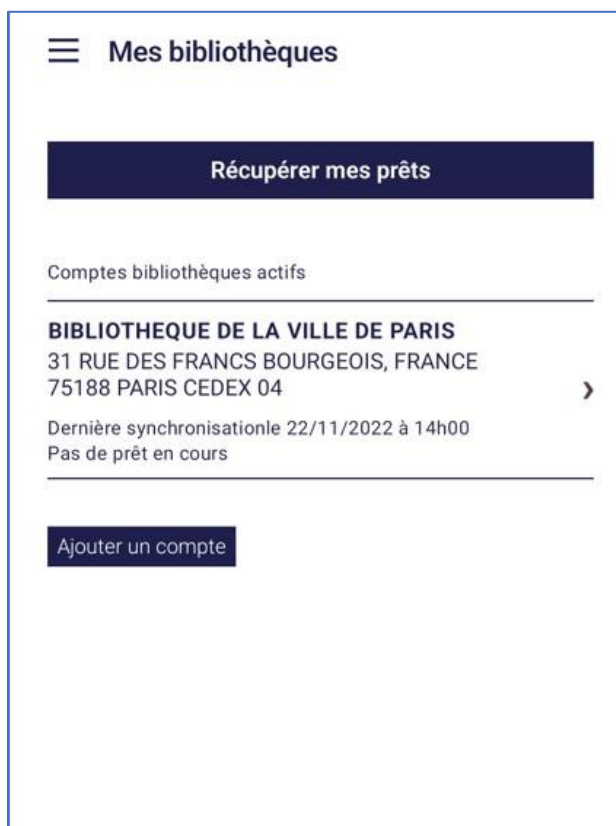 Mes bibliothèques
Récupérer mes prêts
Comptes bibliothèques actifs
BIBLIOTHEQUE DE LA VILLE DE PARIS
31 RUE DES FRANCS BOURGEOIS, FRANCE
75188 PARIS CEDEX 04
Dernière synchronisationle 22/11/2022 à 14h00
Pas de prêt en cours
Ajouter un compte